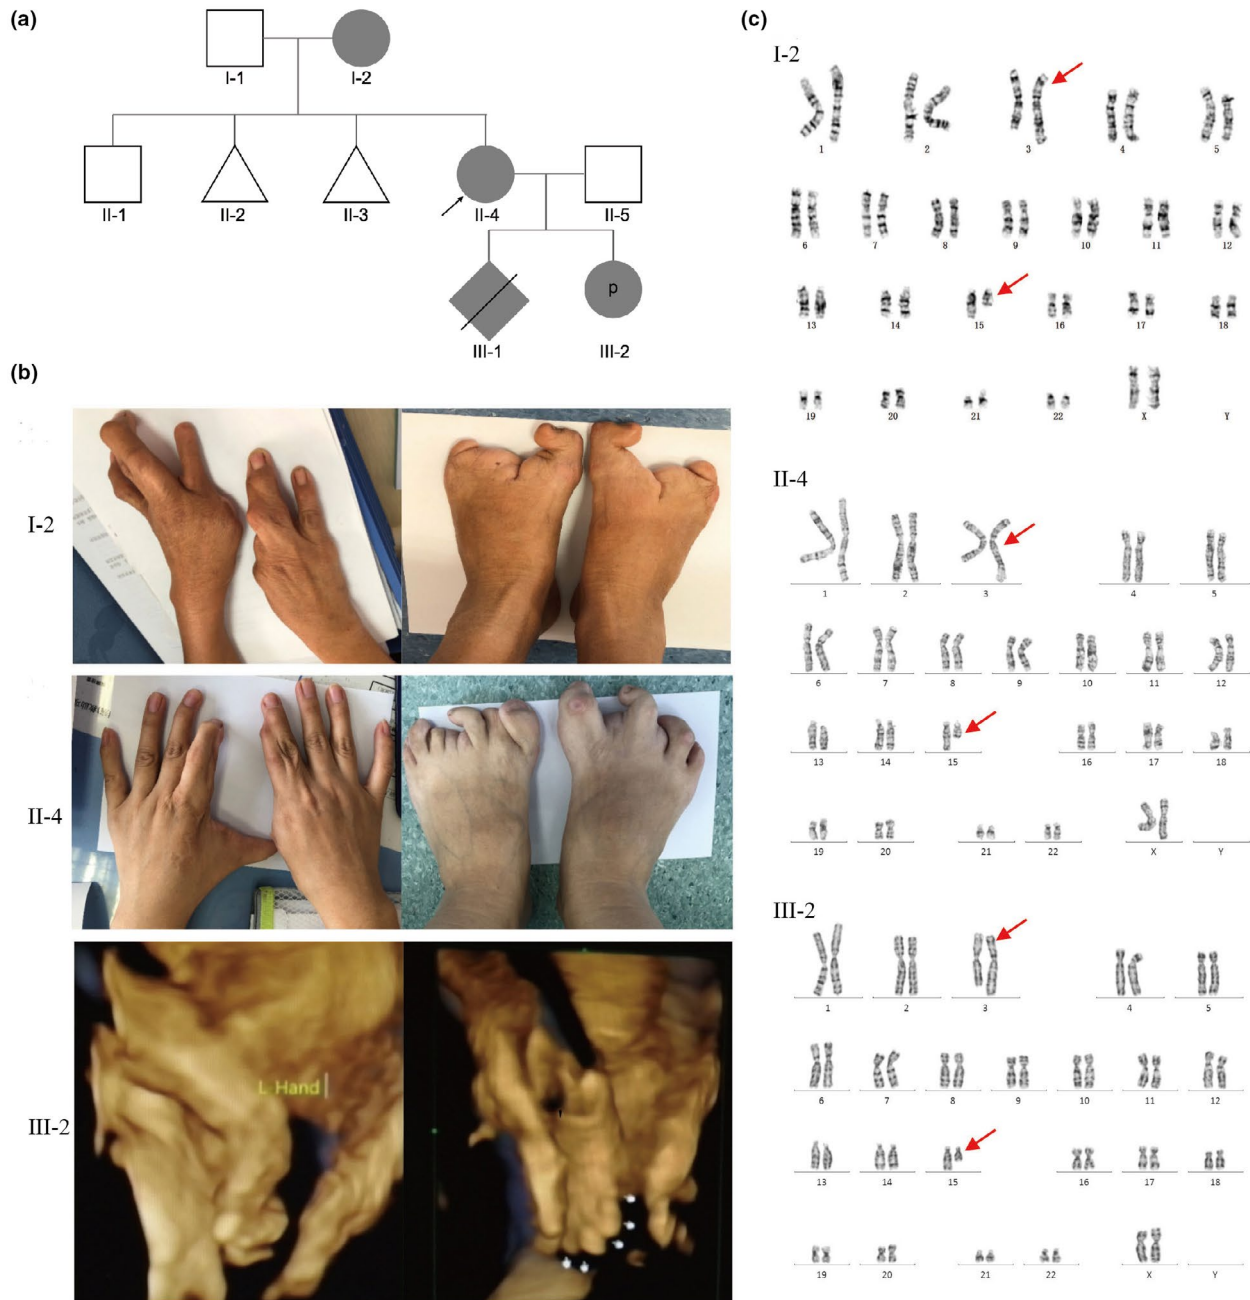 (a)
I-1
I-2
II-1
II-2
II-3
II-4
II-5
p
III-1
III-2
(b)
I-2
II-4
III-2
L Hand
(c)
I-2
1 2 3 4 5
6 7 8 9 10 11 12
13 14 15 16 17 18
19 20 21 22 X Y
II-4
1 2 3 4 5
6 7 8 9 10 11 12
13 14 15 16 17 18
19 20 21 22 X Y
III-2
1 2 3 4 5
6 7 8 9 10 11 12
13 14 15 16 17 18
19 20 21 22 X Y